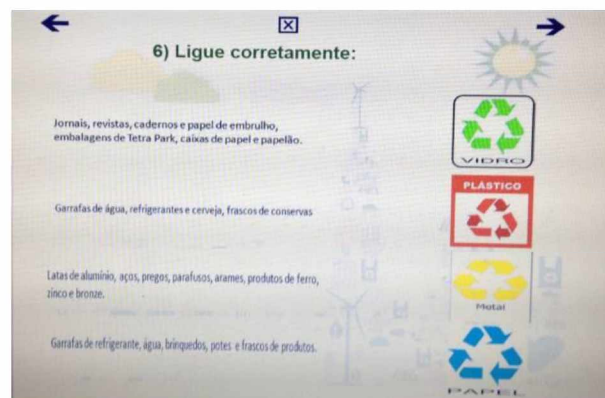 6) Ligue corretamente:
Jornais, revistas, cadernos e papel de embrulho,
embalagens de Tetra Park, caixas de papel e papelão.
VIDRO
PLÁSTICO
Garrafas de água, refrigerantes e cerveja, frascos de conservas
Latas de alumínio, aços, pregos, parafusos, arames, produtos de ferro,
zinco e bronze.
Metal
Garrafas de refrigerante, água, brinquedos, potes e frascos de produtos.
PAPEL